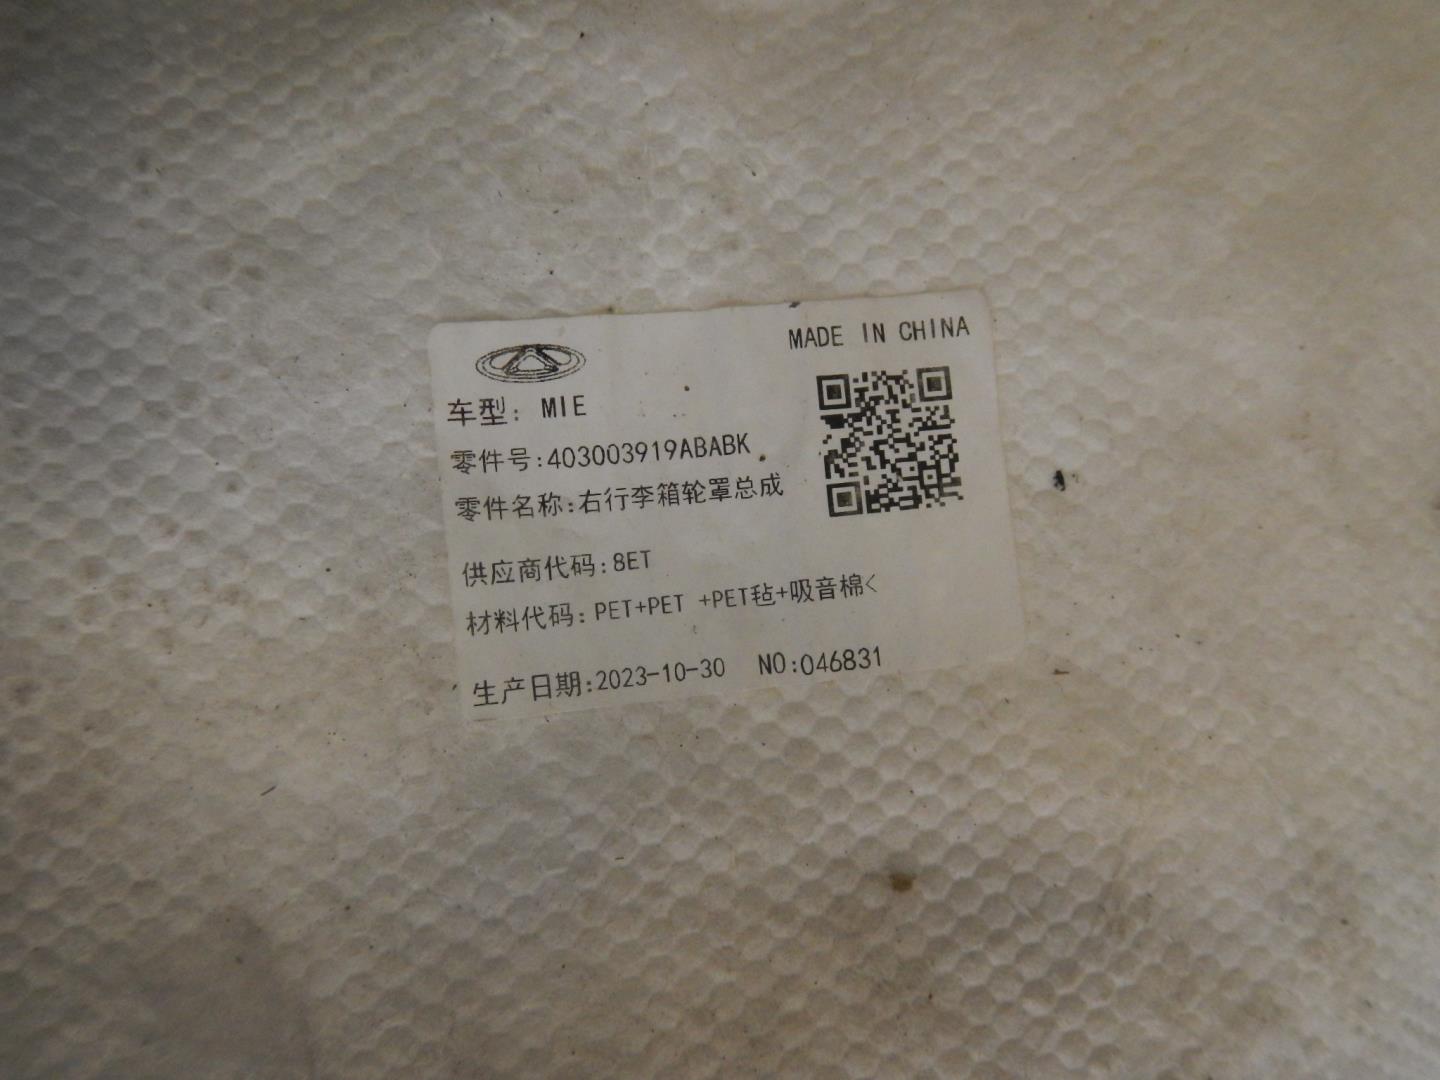 MADE IN CHINA
车型: MIE
零件号:403003919ABABK
零件名称:右行李箱轮罩总成
供应商代码:8ET
材料代码:PET+PET +PET毡+吸音棉<
生产日期:2023-10-30 NO:046831